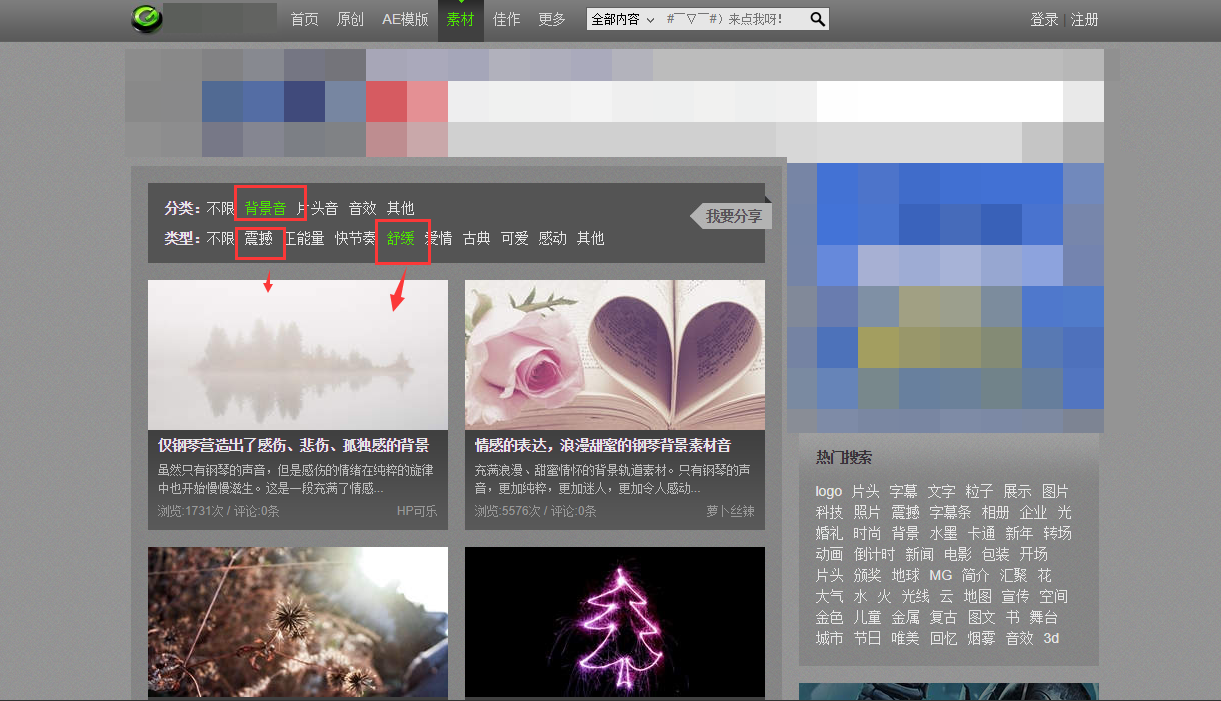 首页 原创 AE模版 素材 佳作 更多 全部内容 #￣▽￣#）来点我呀! 登录 注册
分类：不限 背景音 片头音 音效 其他
我要分享
类型：不限 震撼 正能量 快节奏 舒缓 爱情 古典 可爱 感动 其他
仅钢琴营造出了感伤、悲伤、孤独感的背景
虽然只有钢琴的声音，但是感伤的情绪在纯粹的旋律
中也开始慢慢滋生。这是一段充满了情感...
浏览:1731次 / 评论:0条 HP可乐
情感的表达，浪漫甜蜜的钢琴背景素材音
充满浪漫、甜蜜情怀的背景轨道素材。只有钢琴的声
音，更加纯粹，更加迷人，更加令人感动...
浏览:5576次 / 评论:0条 萝卜丝辣
热门搜索
logo 片头 字幕 文字 粒子 展示 图片
科技 照片 震撼 字幕条 相册 企业 光
婚礼 时尚 背景 水墨 卡通 新年 转场
动画 倒计时 新闻 电影 包装 开场
片头 颁奖 地球 MG 简介 汇聚 花
大气 水 火 光线 云 地图 宣传 空间
金色 儿童 金属 复古 图文 书 舞台
城市 节日 唯美 回忆 烟雾 音效 3d